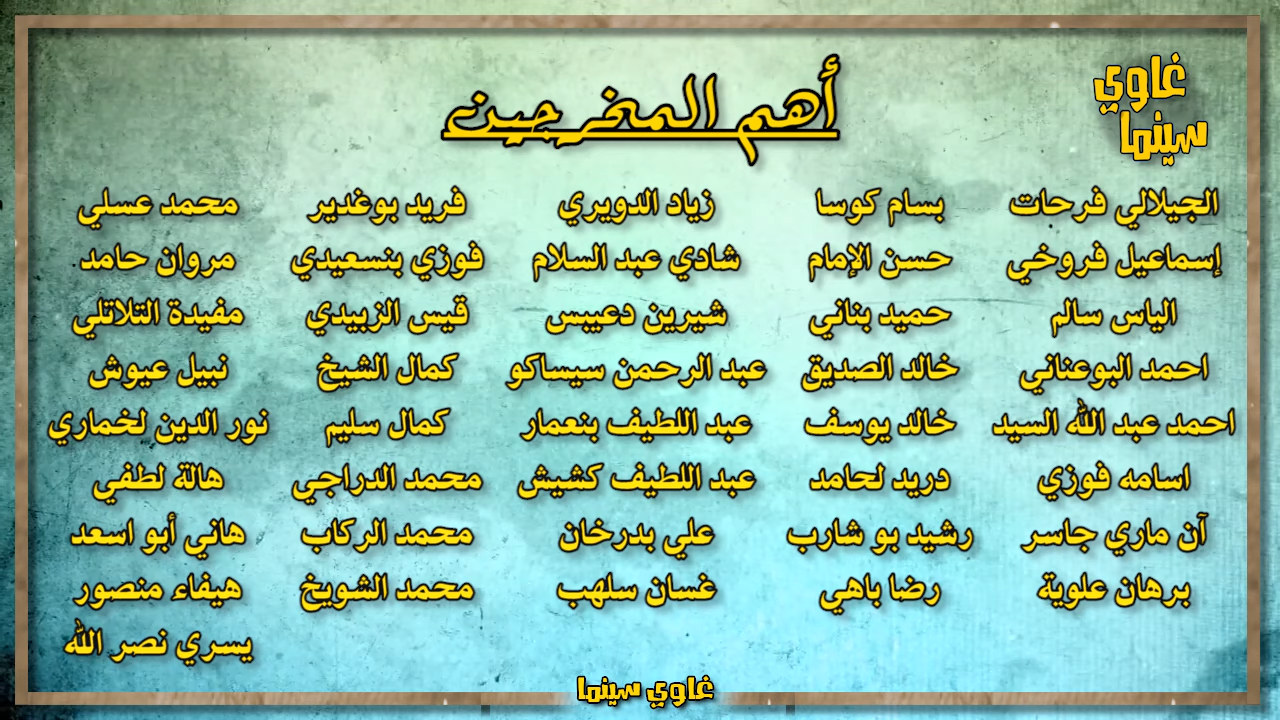 غاوي
سينما
أهم المخرجين
الجيلالي فرحات بسام كوسا زياد الدويري فريد بوغدير محمد عسلي
إسماعيل فروخي حسن الإمام شادي عبد السلام فوزي بنسعيدي مروان حامد
الياس سالم حميد بناني شيرين دعيبس قيس الزبيدي مفيدة التلاتلي
احمد البوعناني خالد الصديق عبد الرحمن سيساكو كمال الشيخ نبيل عيوش
احمد عبد الله السيد خالد يوسف عبد اللطيف بنعمار كمال سليم نور الدين لخماري
اسامه فوزي دريد لحامد عبد اللطيف كشيش محمد الدراجي هالة لطفي
آن ماري جاسر رشيد بو شارب علي بدرخان محمد الركاب هاني أبو اسعد
برهان علوية رضا باهي غسان سلهب محمد الشويخ هيفاء منصور
يسري نصر الله
غاوي سينما